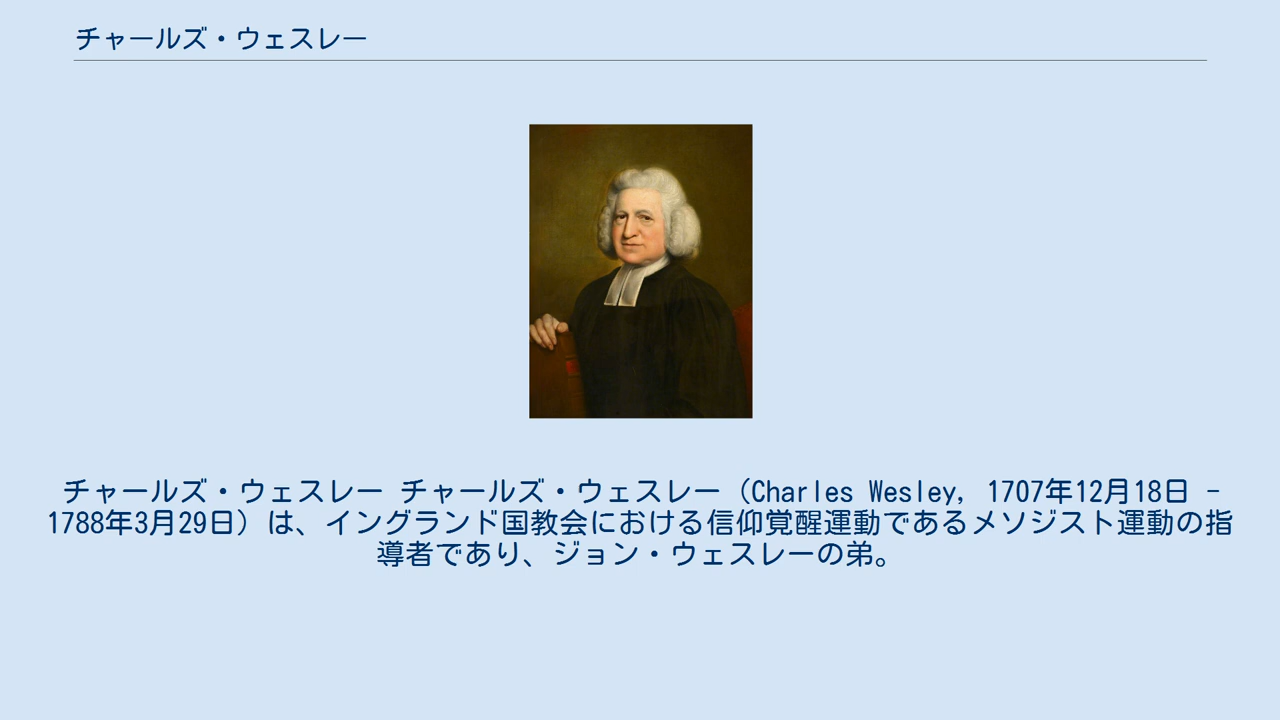 チャールズ・ウェスレー
チャールズ・ウェスレー チャールズ・ウェスレー（Charles Wesley, 1707年12月18日 -
1788年3月29日）は、イングランド国教会における信仰覚醒運動であるメソジスト運動の指
導者であり、ジョン・ウェスレーの弟。